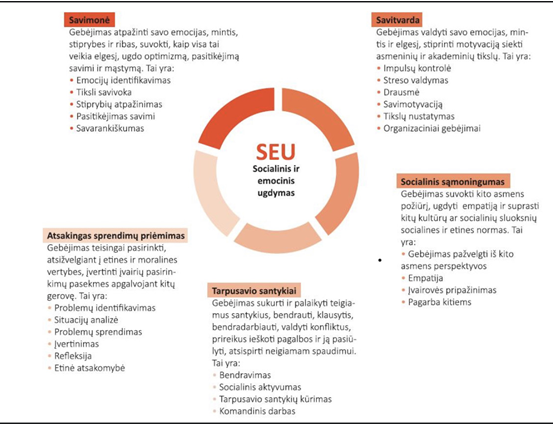 Savimonė
Gebėjimas atpažinti savo emocijas, mintis,
stiprybes ir ribas, suvokti, kaip visa tai
veikia elgesį, ugdo optimizmą, pasitikėjimą
savimi ir mąstymą. Tai yra:
• Emocijų identifikavimas
• Tiksli savivoka
• Stiprybių atpažinimas
• Pasitikėjimas savimi
• Savarankiškumas
Savitvarda
Gebėjimas valdyti savo emocijas, min-
tis ir elgesį, stiprinti motyvaciją siekti
asmeninių ir akademinių tikslų. Tai yra:
• Impulsų kontrolė
• Streso valdymas
• Drausmė
• Savimotyvacija
• Tikslų nustatymas
• Organizaciniai gebėjimai
SEU
Socialinis ir
emocinis
ugdymas
Socialinis sąmoningumas
Gebėjimas suvokti kito asmens
požiūrį, ugdyti empatiją ir suprasti
kitų kultūrų ar socialinių sluoksnių
socialines ir etines normas. Tai
yra:
• Gebėjimas pažvelgti iš kito
asmens perspektyvos
• Empatija
• Įvairovės pripažinimas
• Pagarba kitiems
Atsakingas sprendimų priėmimas
Gebėjimas teisingai pasirinkti,
atsižvelgiant į etines ir moralines
vertybes, įvertinti įvairių pasirin-
kimų pasekmes apgalvojant kitų
gerovę. Tai yra:
• Problemų identifikavimas
• Situacijų analizė
• Problemų sprendimas
• Įvertinimas
• Refleksija
• Etinė atsakomybė
Tarpusavio santykiai
Gebėjimas sukurti ir palaikyti teigia-
mus santykius, bendrauti, klausytis,
bendradarbiauti, valdyti konfliktus,
prireikus ieškoti pagalbos ir ją pasiū-
lyti, atsispirti neigiamam spaudimui.
Tai yra:
• Bendravimas
• Socialinis aktyvumas
• Tarpusavio santykių kūrimas
• Komandinis darbas